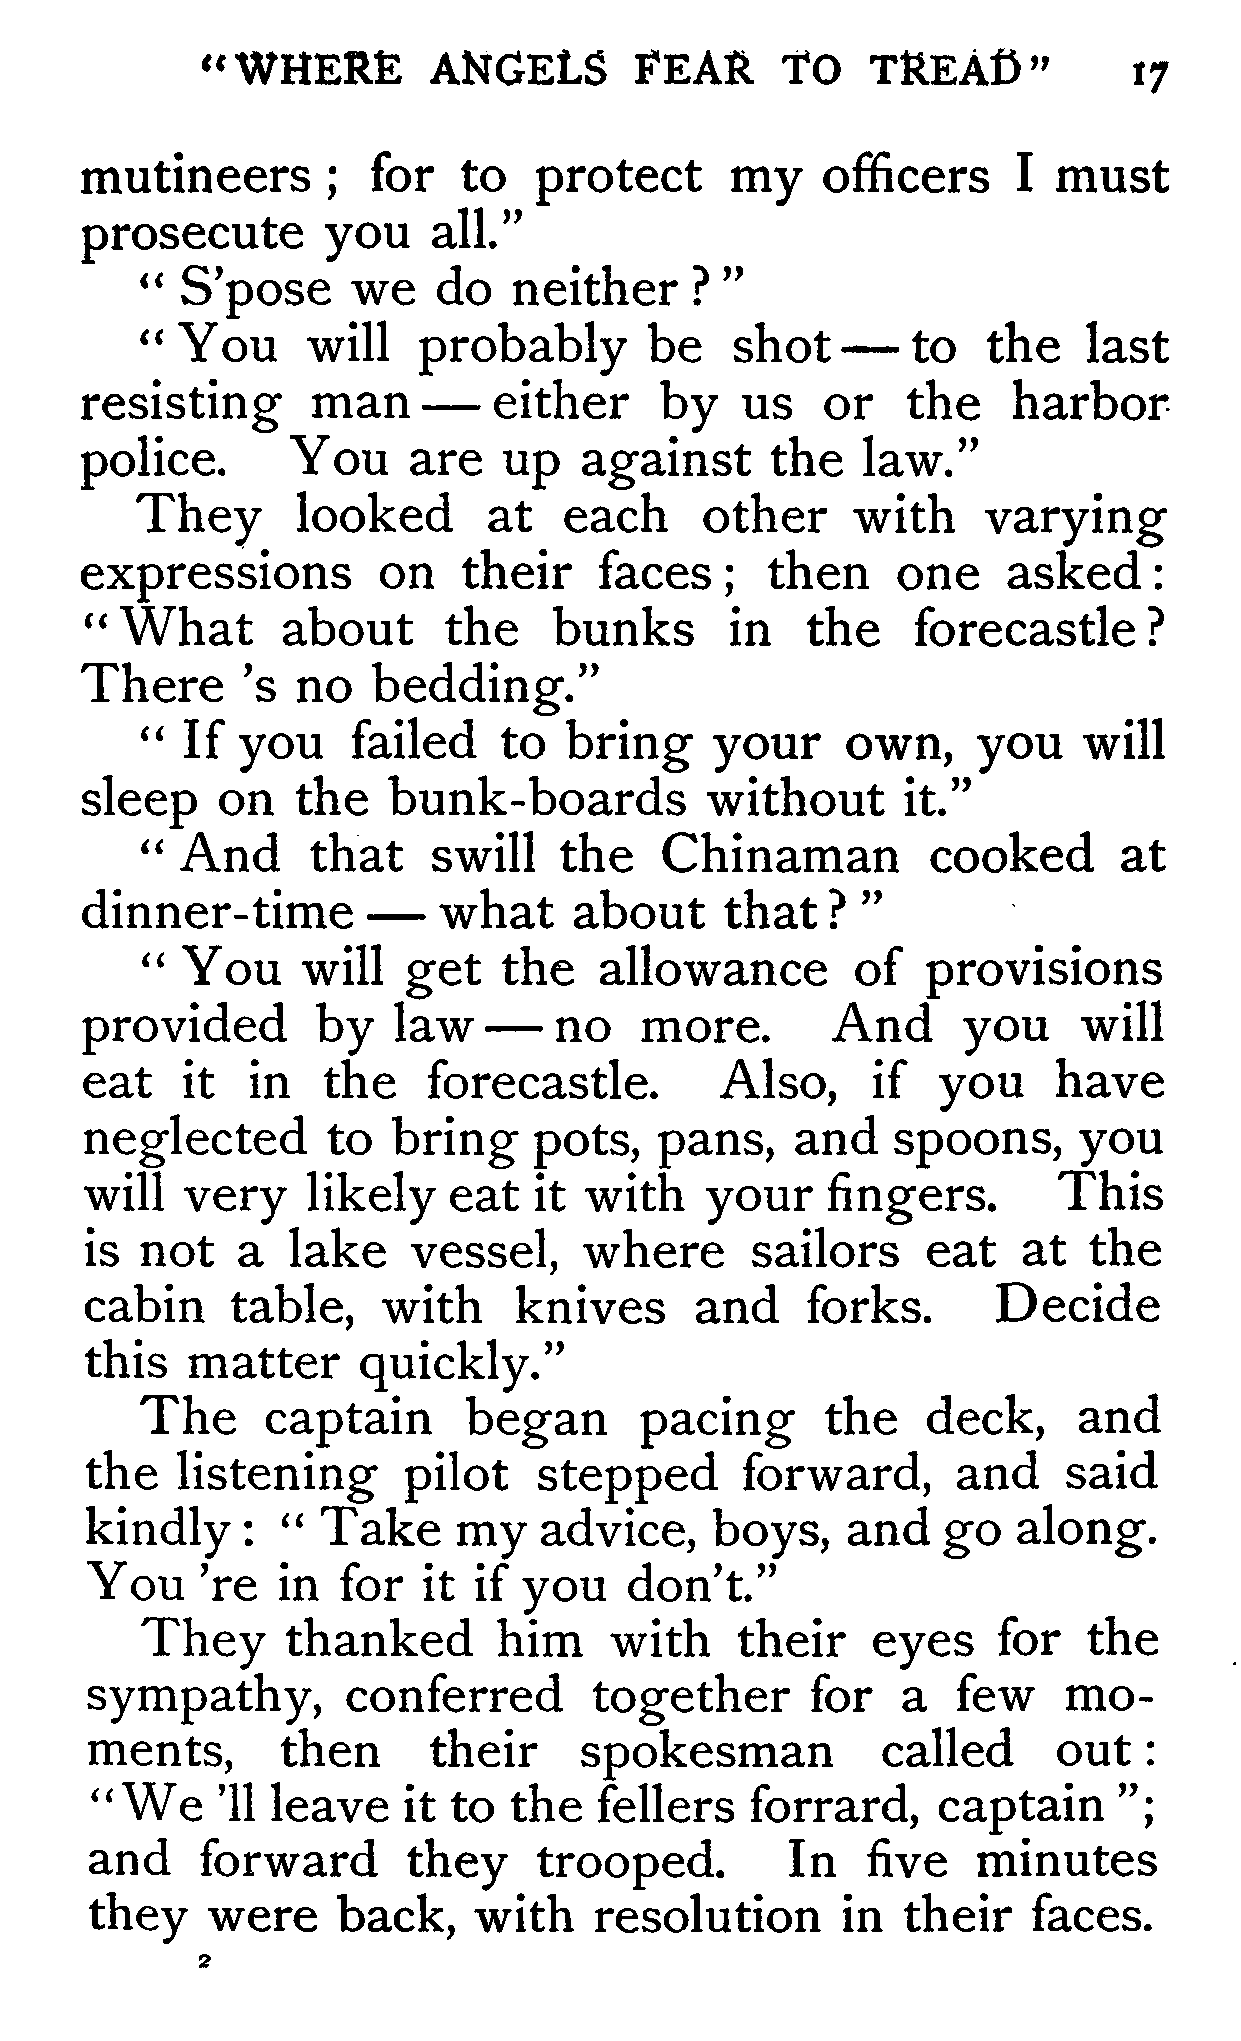 "WHERE ANGELS FEAR TO TREAD" 17
mutineers; for to protect my officers I must
prosecute you all."
"S'pose we do neither?"
"You will probably be shot—to the last
resisting man—either by us or the harbor
police. You are up against the law."
They looked at each other with varying
expressions on their faces; then one asked:
"What about the bunks in the forecastle?
There 's no bedding."
"If you failed to bring your own, you will
sleep on the bunk-boards without it."
"And that swill the Chinaman cooked at
dinner-time—what about that?"
"You will get the allowance of provisions
provided by law—no more. And you will
eat it in the forecastle. Also, if you have
neglected to bring pots, pans, and spoons, you
will very likely eat it with your fingers. This
is not a lake vessel, where sailors eat at the
cabin table, with knives and forks. Decide
this matter quickly."
The captain began pacing the deck, and
the listening pilot stepped forward, and said
kindly: "Take my advice, boys, and go along.
You 're in for it if you don't."
They thanked him with their eyes for the
sympathy, conferred together for a few mo-
ments, then their spokesman called out:
"We 'll leave it to the fellers forrard, captain";
and forward they trooped. In five minutes
they were back, with resolution in their faces.
2